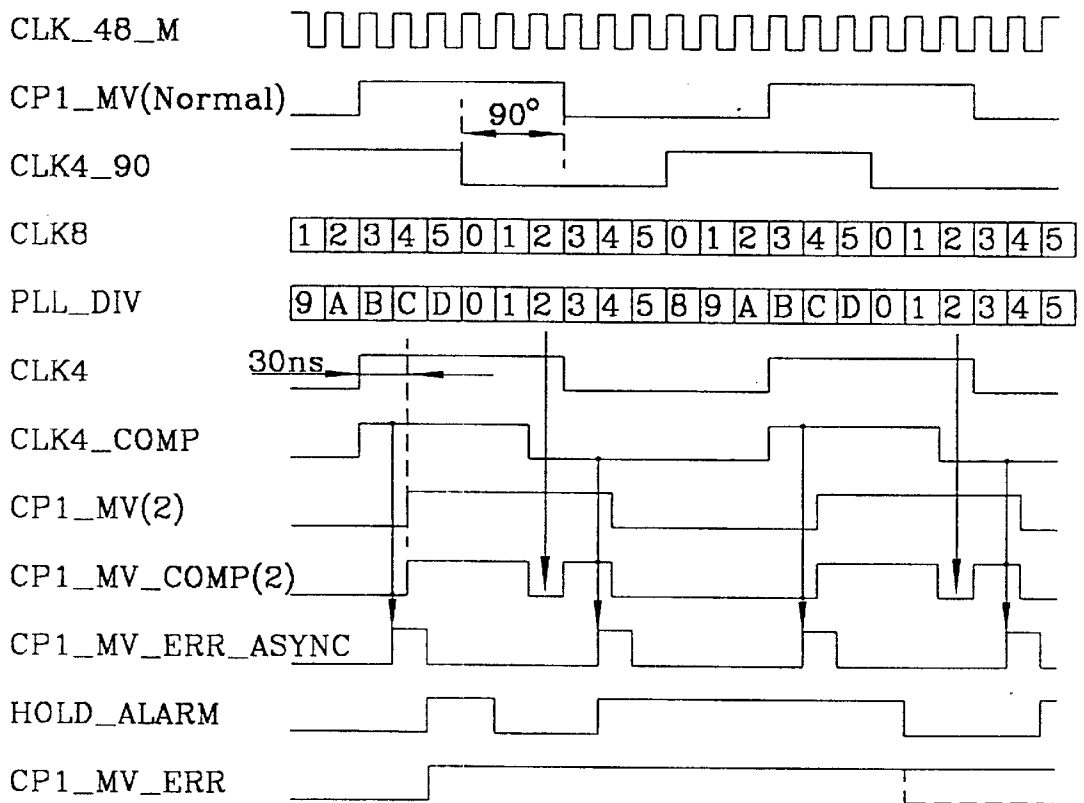 CLK_48_M
CP1_MV(Normal)
90°
CLK4_90
CLK8 1 2 3 4 5 0 1 2 3 4 5 0 1 2 3 4 5 0 1 2 3 4 5
PLL_DIV 9 A B C D 0 1 2 3 4 5 8 9 A B C D 0 1 2 3 4 5
CLK4 30ns
CLK4_COMP
CP1_MV(2)
CP1_MV_COMP(2)
CP1_MV_ERR_ASYNC
HOLD_ALARM
CP1_MV_ERR